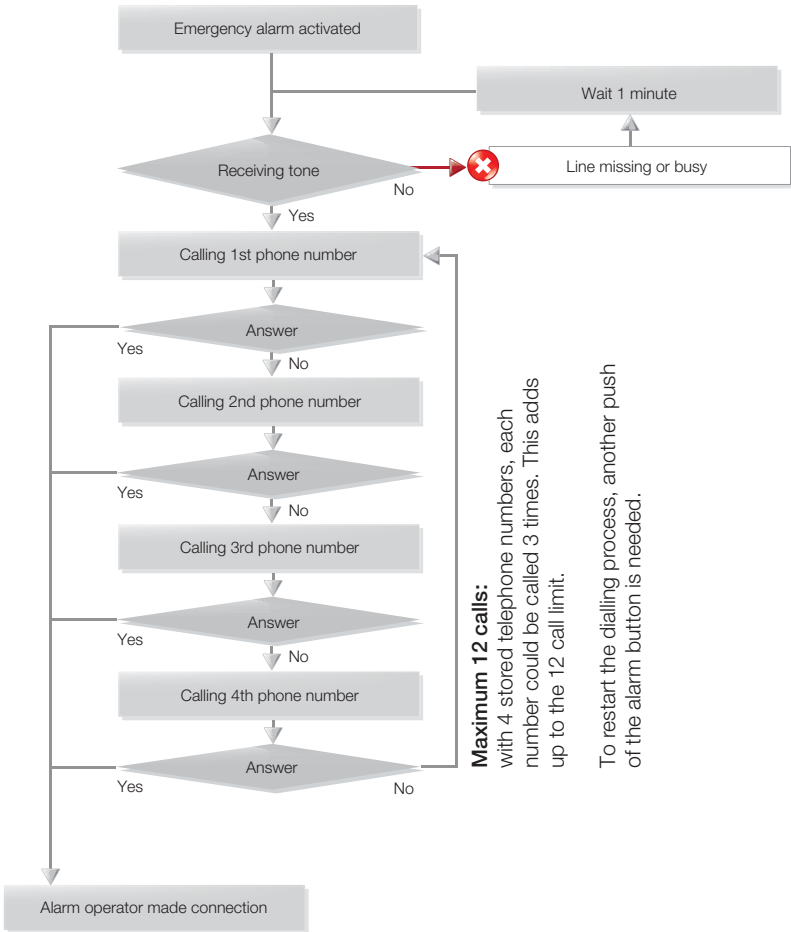 Emergency alarm activated
Wait 1 minute
Receiving tone
Line missing or busy
No
Yes
Calling 1st phone number
Answer
Yes
No
Calling 2nd phone number
Answer
Yes
No
Calling 3rd phone number
Answer
Yes
No
Calling 4th phone number
Answer
Yes
No
Alarm operator made connection
Maximum 12 calls:
with 4 stored telephone numbers, each
number could be called 3 times. This adds
up to the 12 call limit.
To restart the dialling process, another push
of the alarm button is needed.